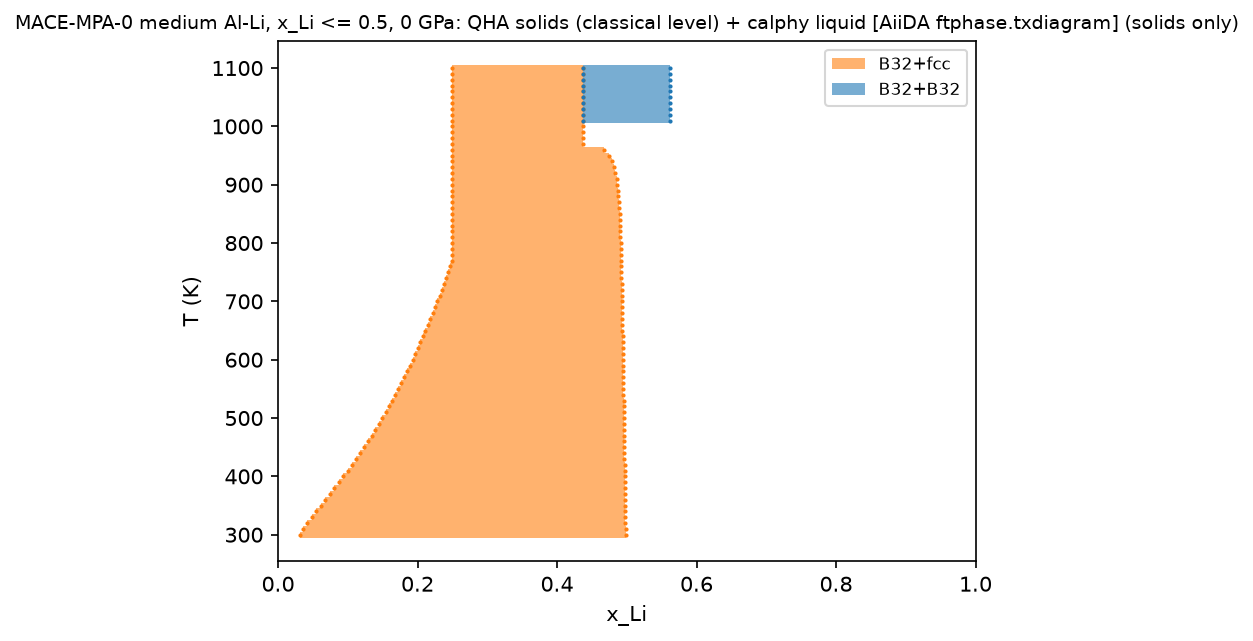 MACE-MPA-0 medium Al-Li, x_Li <= 0.5, 0 GPa: QHA solids (classical level) + calphy liquid [AiiDA ftphase.txdiagram] (solids only)
B32+fcc
B32+B32
T (K)
1100
1000
900
800
700
600
500
400
300
0.0 0.2 0.4 0.6 0.8 1.0
x_Li